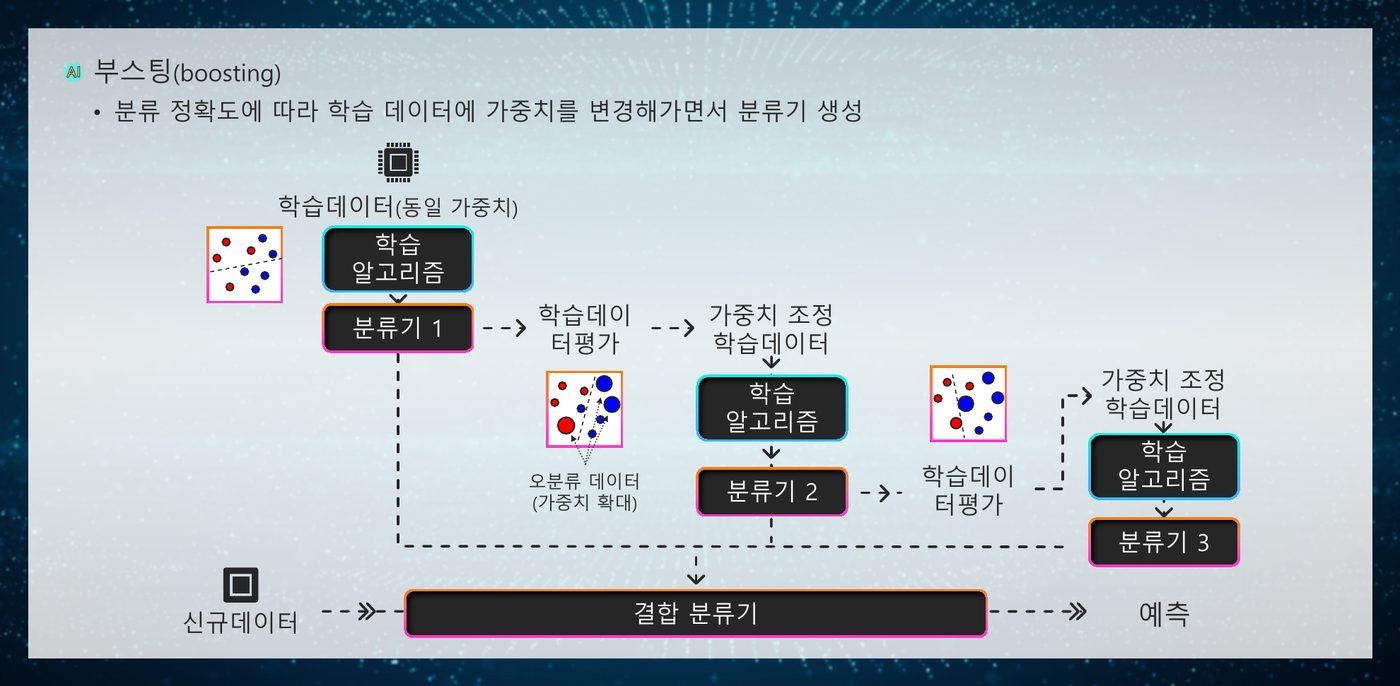 AI 부스팅(boosting)
• 분류 정확도에 따라 학습 데이터에 가중치를 변경해가면서 분류기 생성
학습데이터(동일 가중치)
학습
알고리즘
분류기 1
학습데이
터평가
가중치 조정
학습데이터
오분류 데이터
(가중치 확대)
학습
알고리즘
분류기 2
학습데이
터평가
가중치 조정
학습데이터
학습
알고리즘
분류기 3
신규데이터
결합 분류기
예측